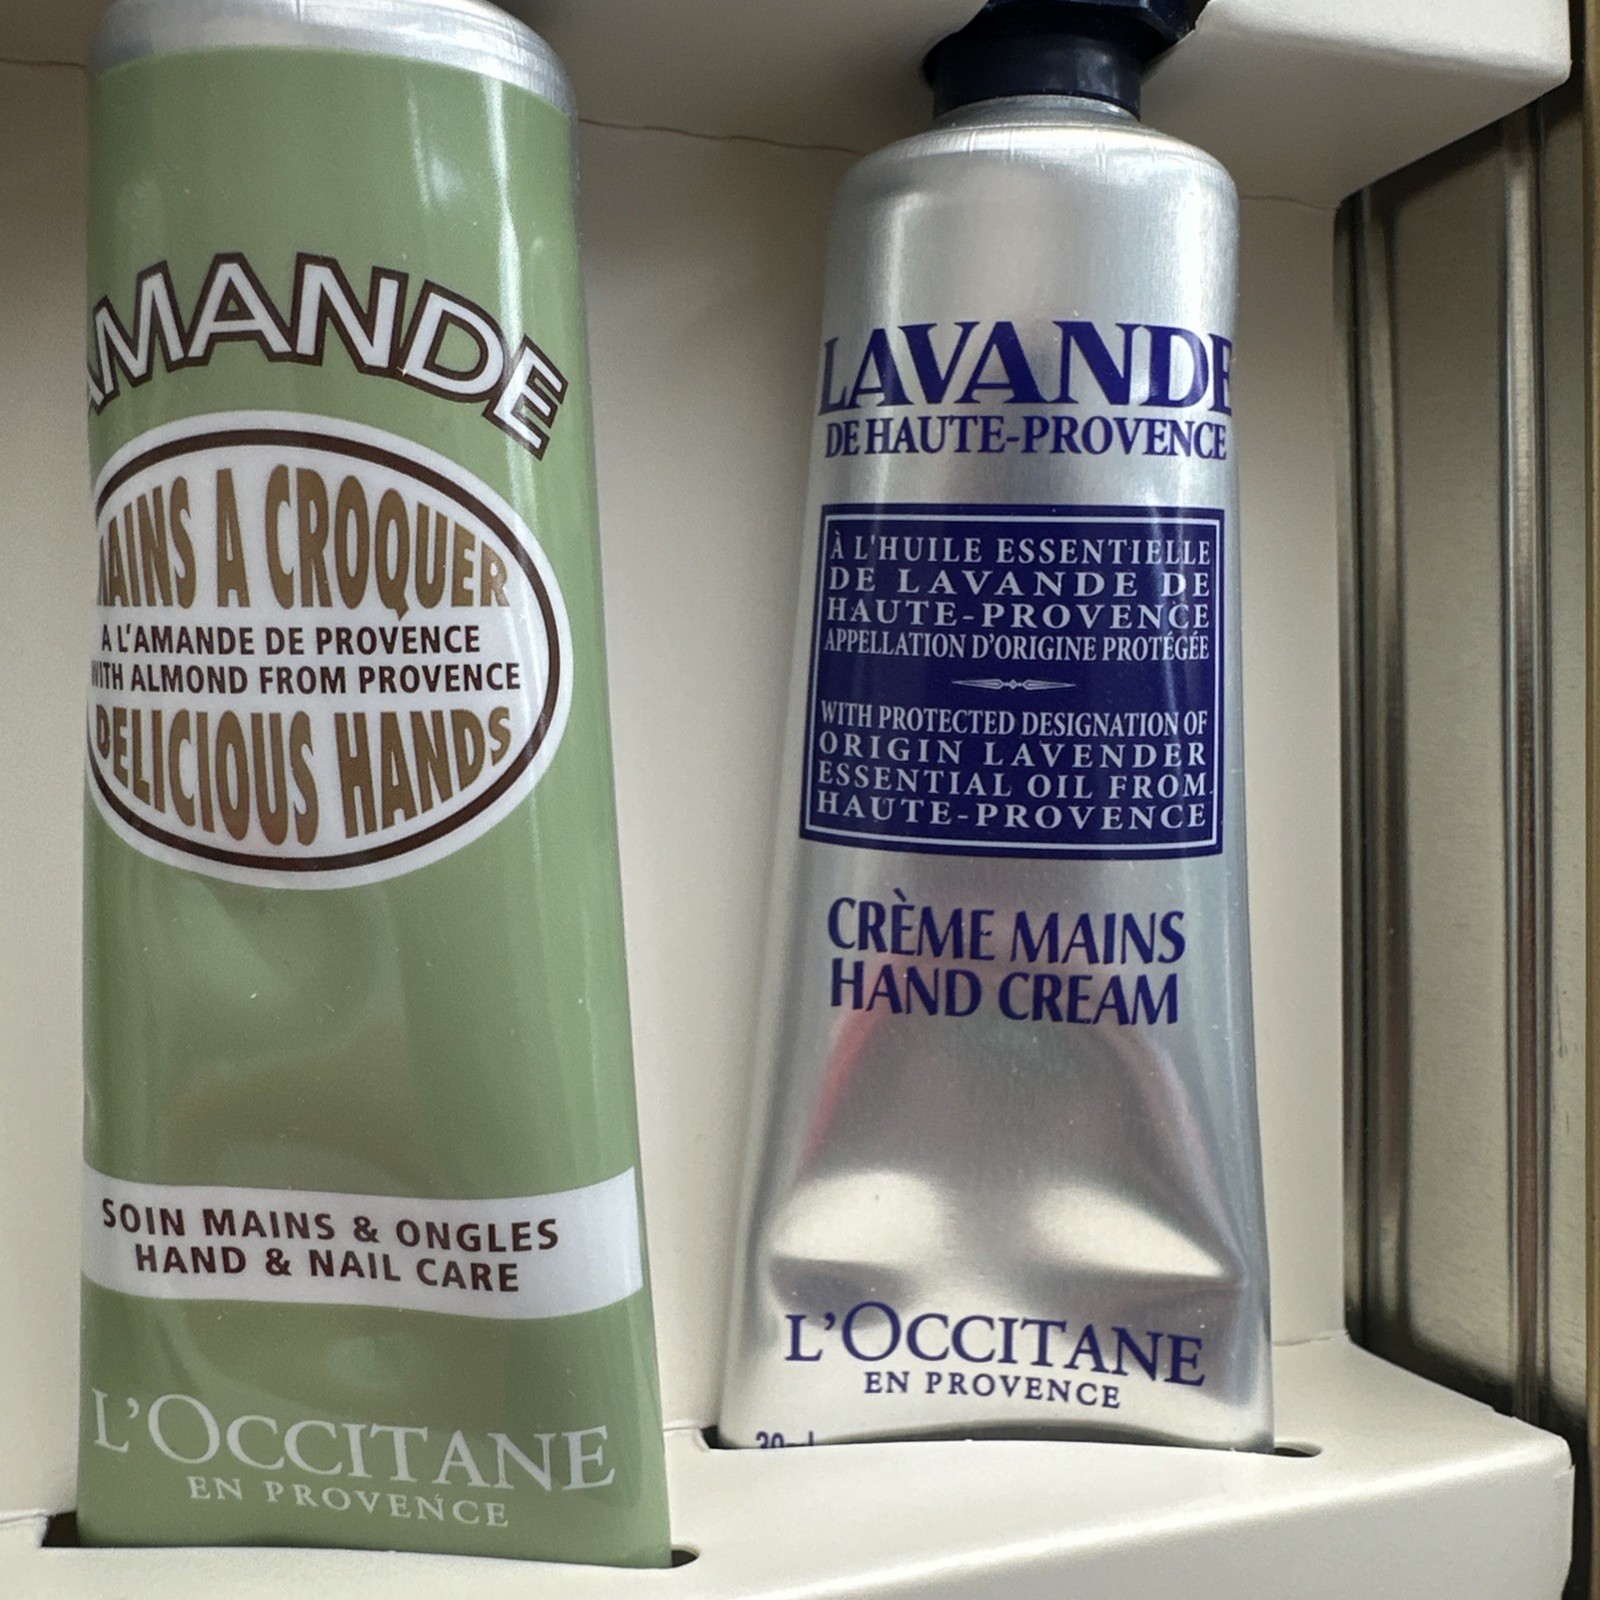 AMANDE
MAINS A CROQUER
A L'AMANDE DE PROVENCE
WITH ALMOND FROM PROVENCE
DELICIOUS HANDS
SOIN MAINS & ONGLES
HAND & NAIL CARE
L'OCCITANE
EN PROVENCE
LAVANDE
DE HAUTE-PROVENCE
À L'HUILE ESSENTIELLE
DE LAVANDE DE
HAUTE-PROVENCE
APPELLATION D'ORIGINE PROTÉGÉE
WITH PROTECTED DESIGNATION OF
ORIGIN LAVENDER
ESSENTIAL OIL FROM
HAUTE-PROVENCE
CRÈME MAINS
HAND CREAM
L'OCCITANE
EN PROVENCE